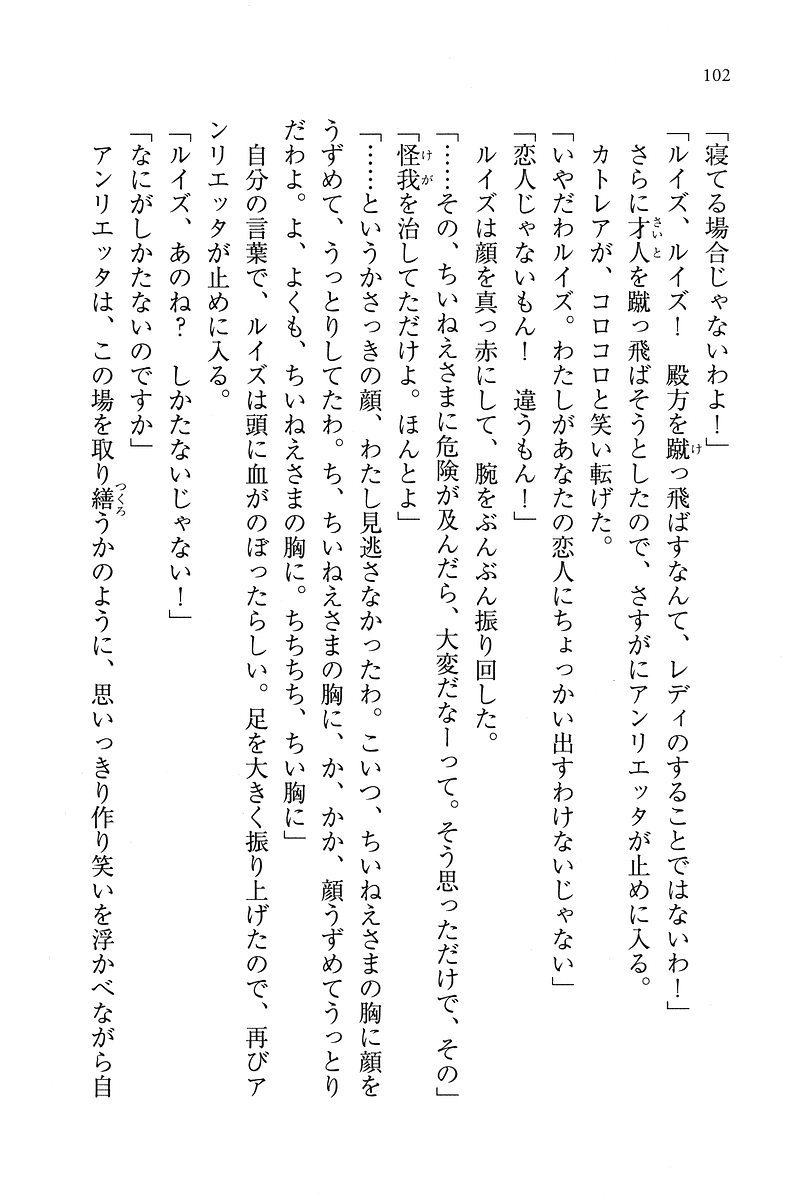 102
「寝てる場合じゃないわよ！」
「ルイズ、ルイズ！　殿方を蹴っ飛ばすなんて、レディのすることではないわ！」
さらに才人を蹴っ飛ばそうとしたので、さすがにアンリエッタが止めに入る。
カトレアが、コロコロと笑い転げた。
「いやだわルイズ。わたしがあなたの恋人にちょっかい出すわけないじゃない」
「恋人じゃないもん！　違うもん！」
ルイズは顔を真っ赤にして、腕をぶんぶん振り回した。
「……その、ちいねえさまに危険が及んだら、大変だなーって。そう思っただけで、その」
「怪我を治してただけよ。ほんとよ」
「……というかさっきの顔、わたし見逃さなかったわ。こいつ、ちいねえさまの胸に顔を
うずめて、うっとりしてたわ。ち、ちいねえさまの胸に、か、かか、顔うずめてうっとり
だわよ。よ、よくも、ちいねえさまの胸に。ちちちち、ちい胸に」
自分の言葉で、ルイズは頭に血がのぼったらしい。足を大きく振り上げたので、再びア
ンリエッタが止めに入る。
「ルイズ、あのね？　しかたないじゃない！」
「なにがしかたないのですか」
アンリエッタは、この場を取り繕うかのように、思いっきり作り笑いを浮かべながら自